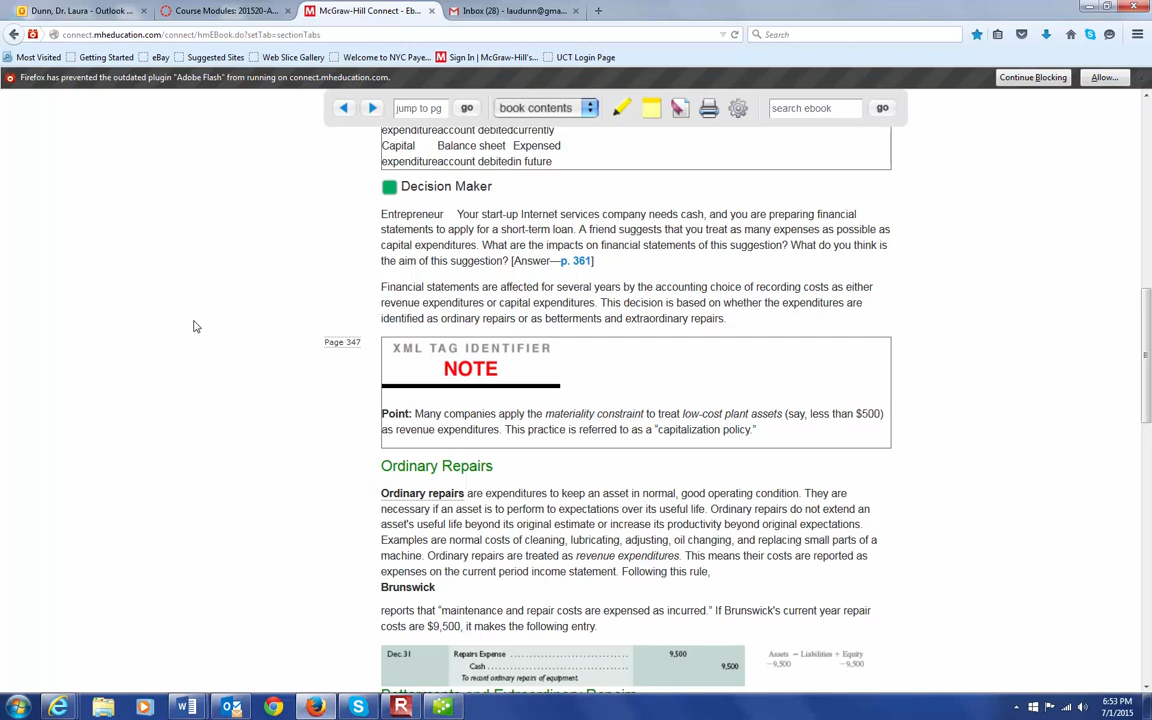 Dunn, Dr. Laura - Outlook ...
Course Modules: 201520-A...
McGraw-Hill Connect - Eb...
Inbox (28) - laudunn@gma...
connect.mheducation.com/connect/hmEBook.do?setTab=sectionTabs
Search
Most Visited
Getting Started
eBay
Suggested Sites
Web Slice Gallery
Welcome to NYC Paye...
Sign In | McGraw-Hill's...
UCT Login Page
Firefox has prevented the outdated plugin "Adobe Flash" from running on connect.mheducation.com.
Continue Blocking
Allow...
jump to pg
go
book contents
search ebook
go
expenditureaccount debitedcurrently
Capital Balance sheet Expensed
expenditureaccount debitedin future
Decision Maker
Entrepreneur Your start-up Internet services company needs cash, and you are preparing financial
statements to apply for a short-term loan. A friend suggests that you treat as many expenses as possible as
capital expenditures. What are the impacts on financial statements of this suggestion? What do you think is
the aim of this suggestion? [Answer—p. 361]
Financial statements are affected for several years by the accounting choice of recording costs as either
revenue expenditures or capital expenditures. This decision is based on whether the expenditures are
identified as ordinary repairs or as betterments and extraordinary repairs.
Page 347
XML TAG IDENTIFIER
NOTE
Point: Many companies apply the materiality constraint to treat low-cost plant assets (say, less than $500)
as revenue expenditures. This practice is referred to as a “capitalization policy.”
Ordinary Repairs
Ordinary repairs are expenditures to keep an asset in normal, good operating condition. They are
necessary if an asset is to perform to expectations over its useful life. Ordinary repairs do not extend an
asset's useful life beyond its original estimate or increase its productivity beyond original expectations.
Examples are normal costs of cleaning, lubricating, adjusting, oil changing, and replacing small parts of a
machine. Ordinary repairs are treated as revenue expenditures. This means their costs are reported as
expenses on the current period income statement. Following this rule,
Brunswick
reports that “maintenance and repair costs are expensed as incurred.” If Brunswick's current year repair
costs are $9,500, it makes the following entry.
Dec. 31 Repairs Expense 9,500
Cash 9,500
To record ordinary repairs of equipment.
Assets = Liabilities + Equity
−9,500 −9,500
Betterments and Extraordinary Repairs
6:53 PM
7/1/2015